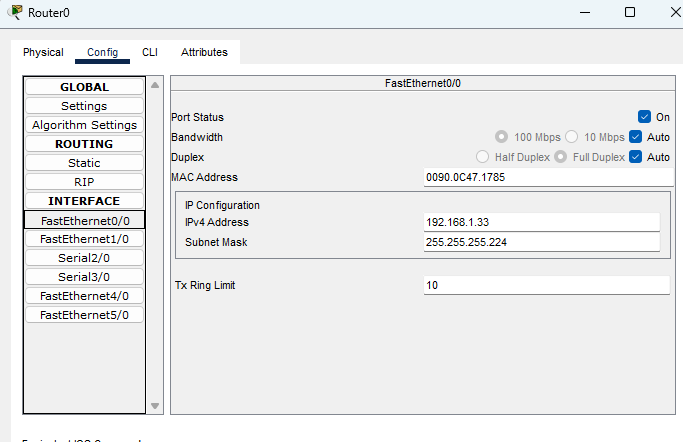 Router0
Physical Config CLI Attributes
GLOBAL
Settings
Algorithm Settings
ROUTING
Static
RIP
INTERFACE
FastEthernet0/0
FastEthernet1/0
Serial2/0
Serial3/0
FastEthernet4/0
FastEthernet5/0
FastEthernet0/0
Port Status On
Bandwidth 100 Mbps 10 Mbps Auto
Duplex Half Duplex Full Duplex Auto
MAC Address 0090.0C47.1785
IP Configuration
IPv4 Address 192.168.1.33
Subnet Mask 255.255.255.224
Tx Ring Limit 10